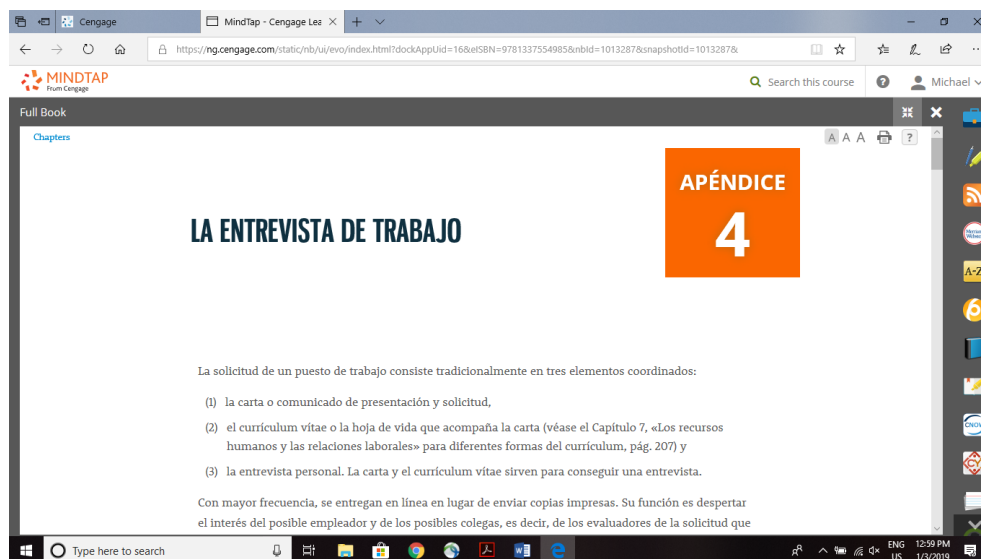 Cengage
MindTap - Cengage Lea
https://ng.cengage.com/static/nb/ui/evo/index.html?dockAppUid=16&eISBN=9781337554985&nbId=1013287&snapshotId=1013287&
MINDTAP
From Cengage
Search this course
?
Michael
Full Book
Chapters
A A A
?
APÉNDICE
4
LA ENTREVISTA DE TRABAJO
La solicitud de un puesto de trabajo consiste tradicionalmente en tres elementos coordinados:
(1) la carta o comunicado de presentación y solicitud,
(2) el currículum vítae o la hoja de vida que acompaña la carta (véase el Capítulo 7, «Los recursos
humanos y las relaciones laborales» para diferentes formas del currículum, pág. 207) y
(3) la entrevista personal. La carta y el currículum vítae sirven para conseguir una entrevista.
Con mayor frecuencia, se entregan en línea en lugar de enviar copias impresas. Su función es despertar
el interés del posible empleador y de los posibles colegas, es decir, de los evaluadores de la solicitud que
A-Z
CNOW
Type here to search
ENG
US
12:59 PM
1/3/2019